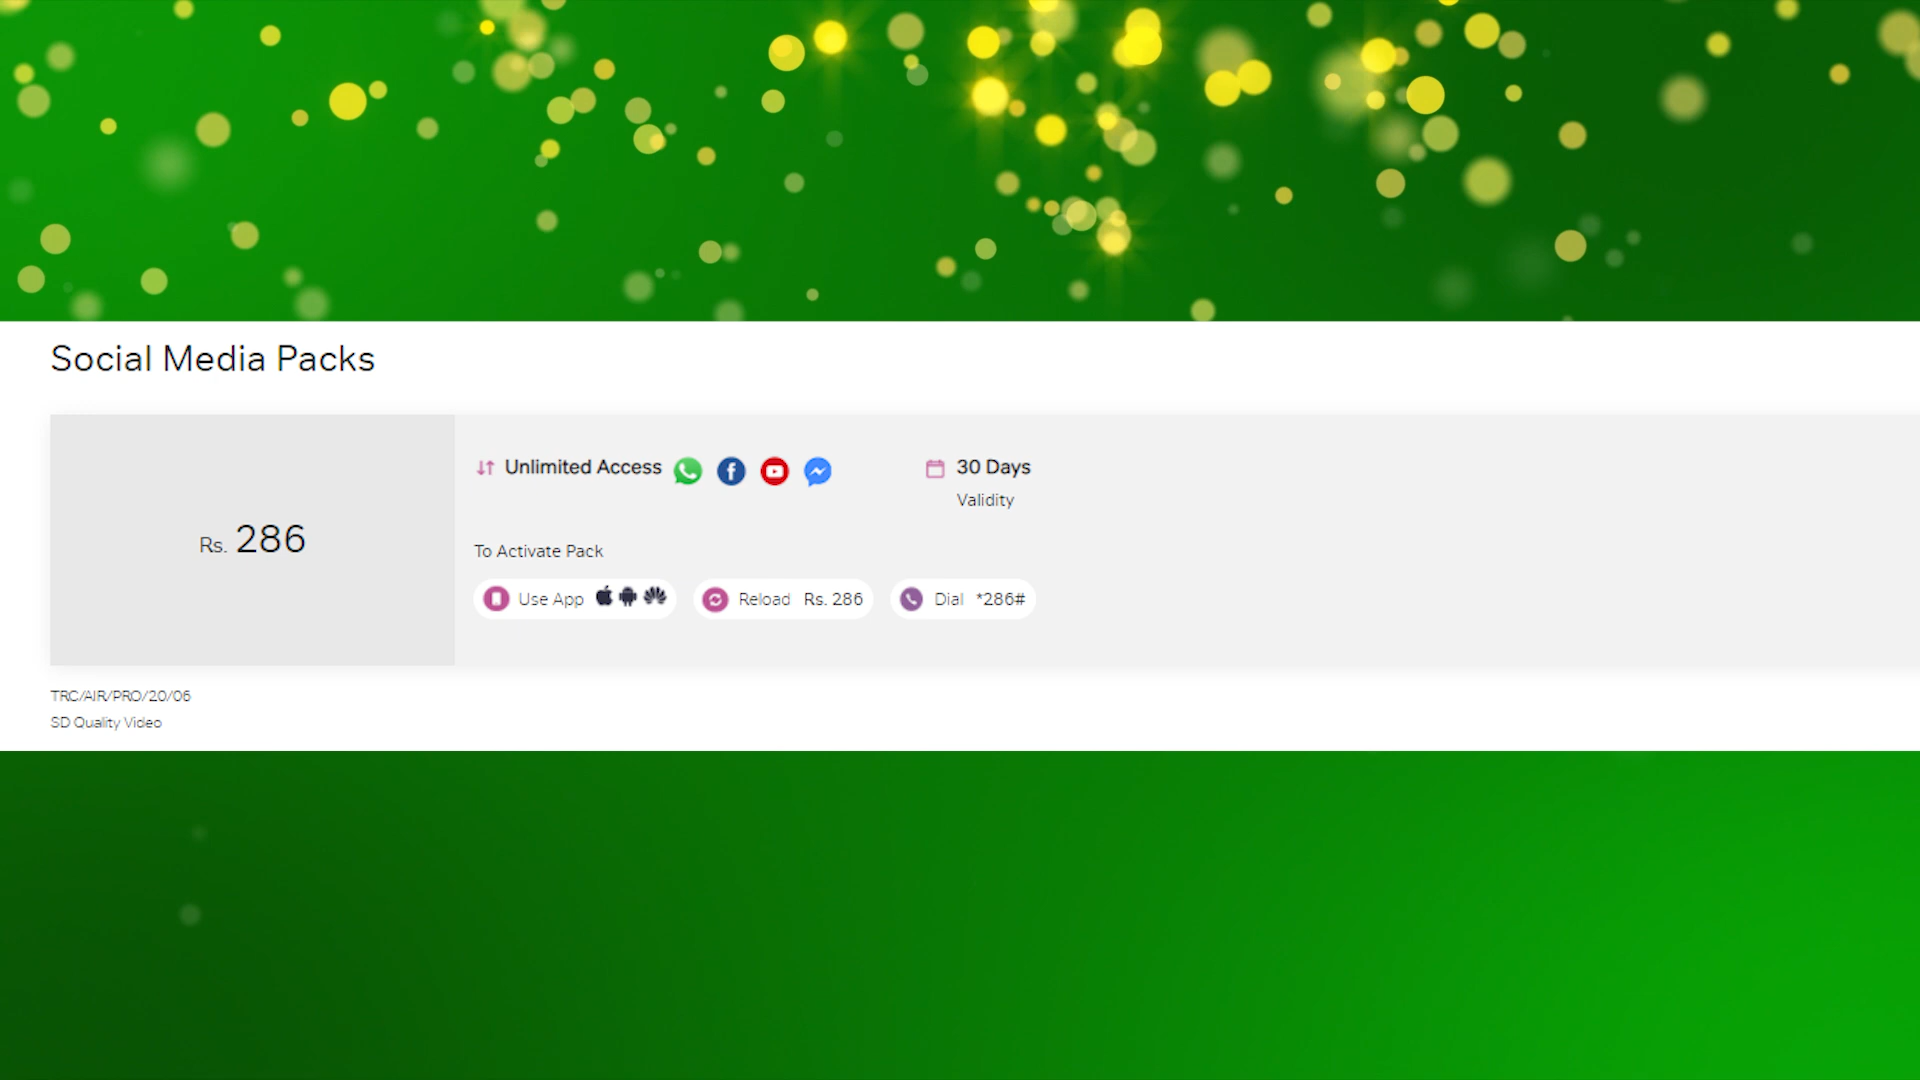 Social Media Packs
Rs. 286
Unlimited Access
30 Days
Validity
To Activate Pack
Use App
Reload Rs. 286
Dial *286#
TRC/AIR/PRO/20/06
SD Quality Video